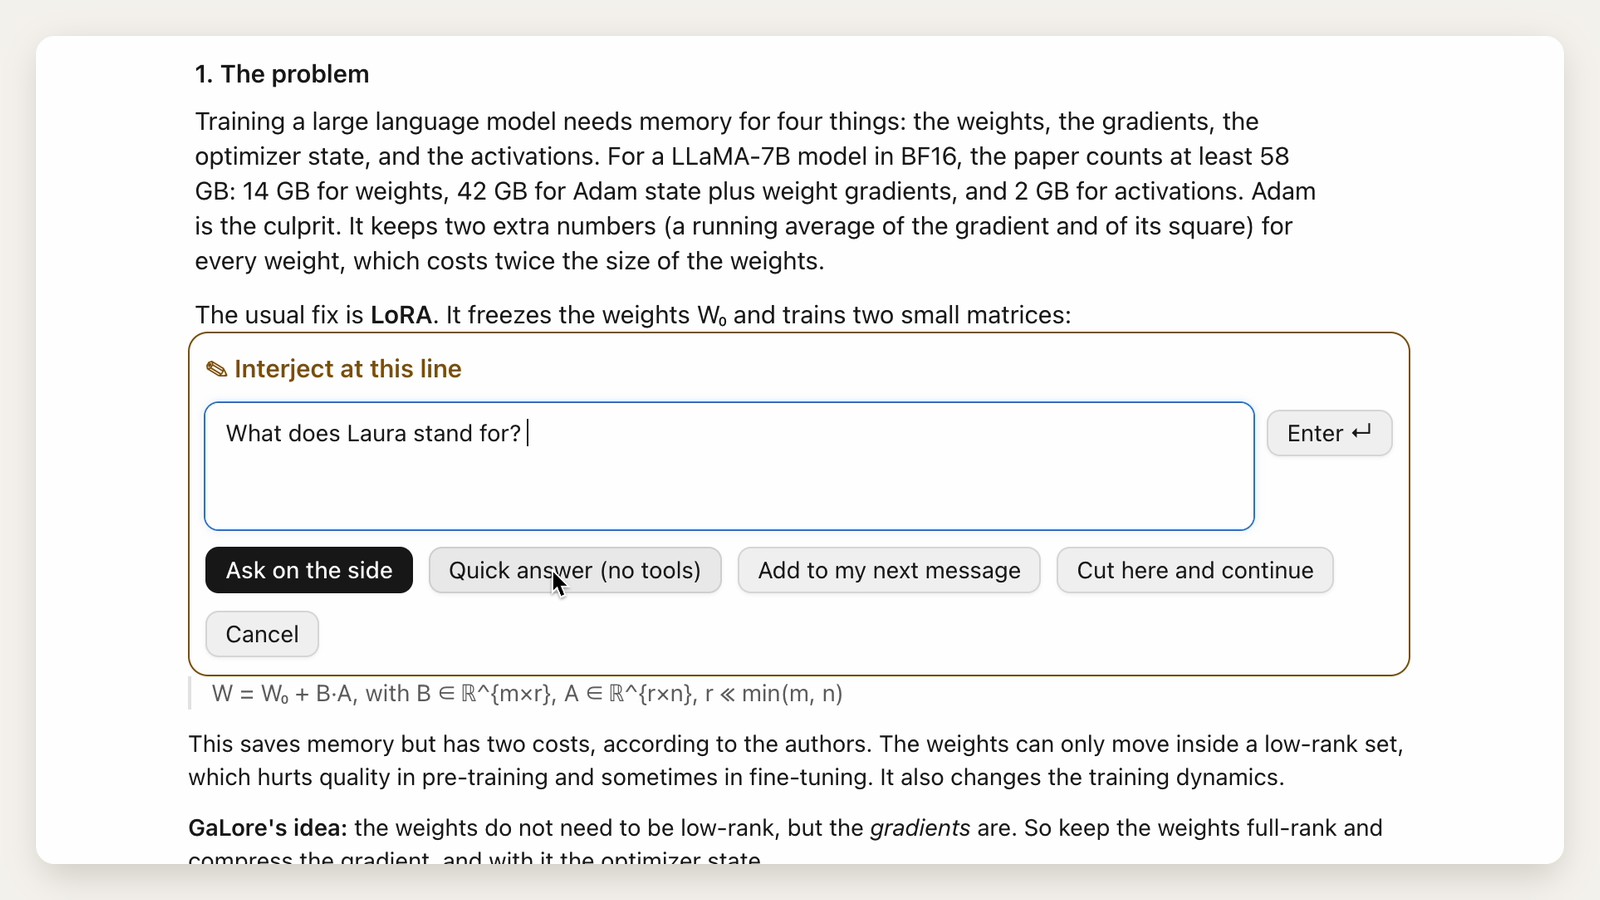 1. The problem
Training a large language model needs memory for four things: the weights, the gradients, the
optimizer state, and the activations. For a LLaMA-7B model in BF16, the paper counts at least 58
GB: 14 GB for weights, 42 GB for Adam state plus weight gradients, and 2 GB for activations. Adam
is the culprit. It keeps two extra numbers (a running average of the gradient and of its square) for
every weight, which costs twice the size of the weights.
The usual fix is LoRA. It freezes the weights W₀ and trains two small matrices:
✎ Interject at this line
What does Laura stand for?
Enter ↵
Ask on the side
Quick answer (no tools)
Add to my next message
Cut here and continue
Cancel
W = W₀ + B·A, with B ∈ ℝ^{m×r}, A ∈ ℝ^{r×n}, r ≪ min(m, n)
This saves memory but has two costs, according to the authors. The weights can only move inside a low-rank set,
which hurts quality in pre-training and sometimes in fine-tuning. It also changes the training dynamics.
GaLore's idea: the weights do not need to be low-rank, but the gradients are. So keep the weights full-rank and
compress the gradient, and with it the optimizer state.